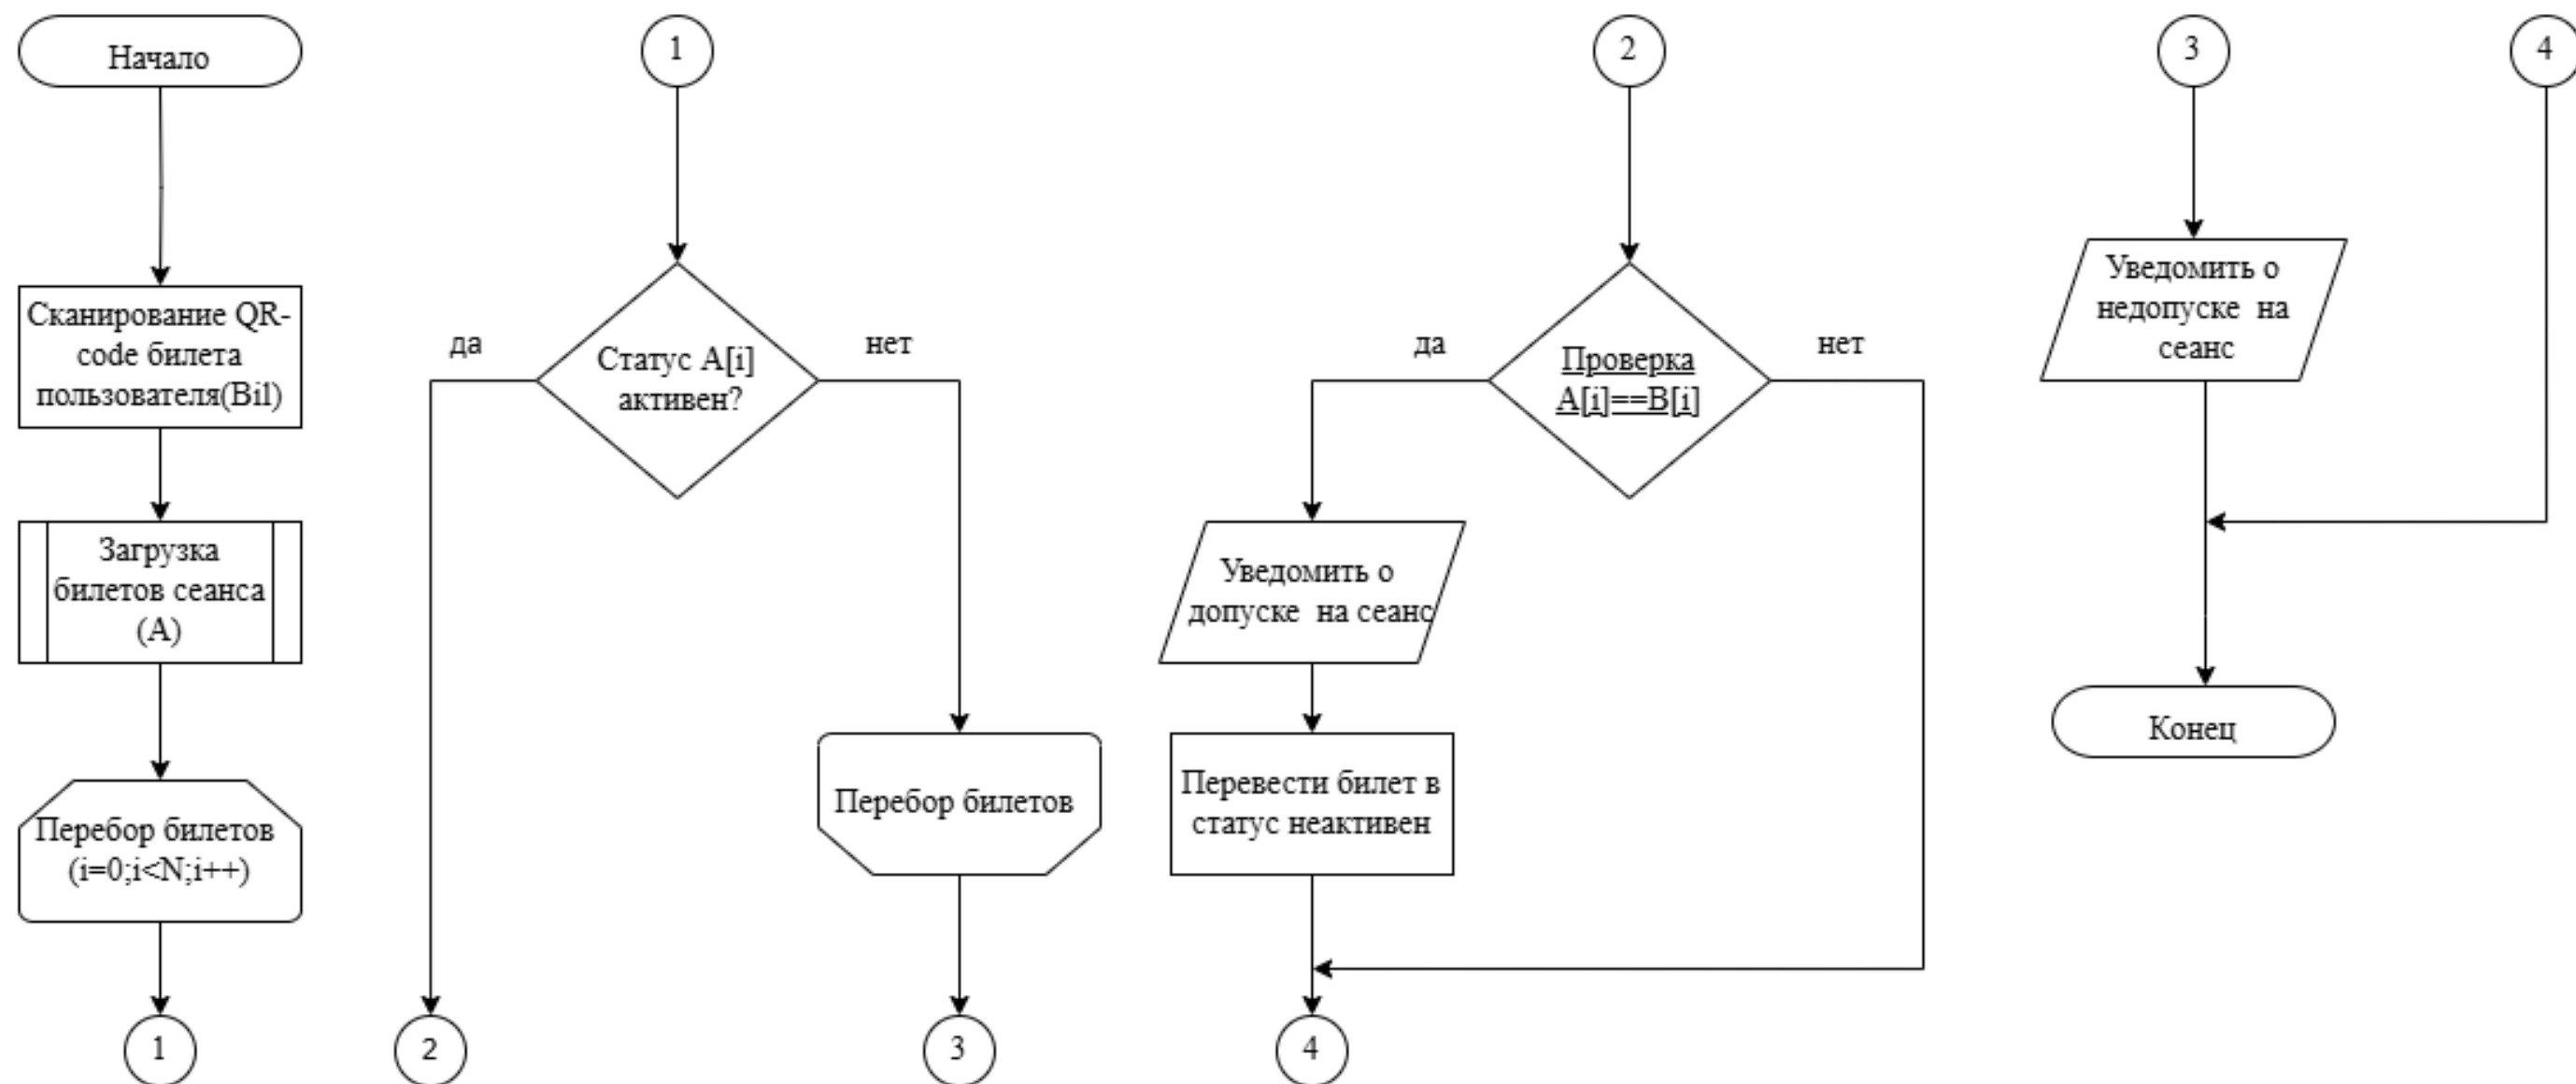 Начало
Сканирование QR-
code билета
пользователя(Bil)
Загрузка
билетов сеанса
(А)
Перебор билетов
(i=0;i<N;i++)
1
1
да
Статус A[i]
активен?
нет
Перебор билетов
2
3
2
да
Проверка
A[i]==B[i]
нет
Уведомить о
допуске на сеанс
Перевести билет в
статус неактивен
4
3
Уведомить о
недопуске на
сеанс
4
Конец